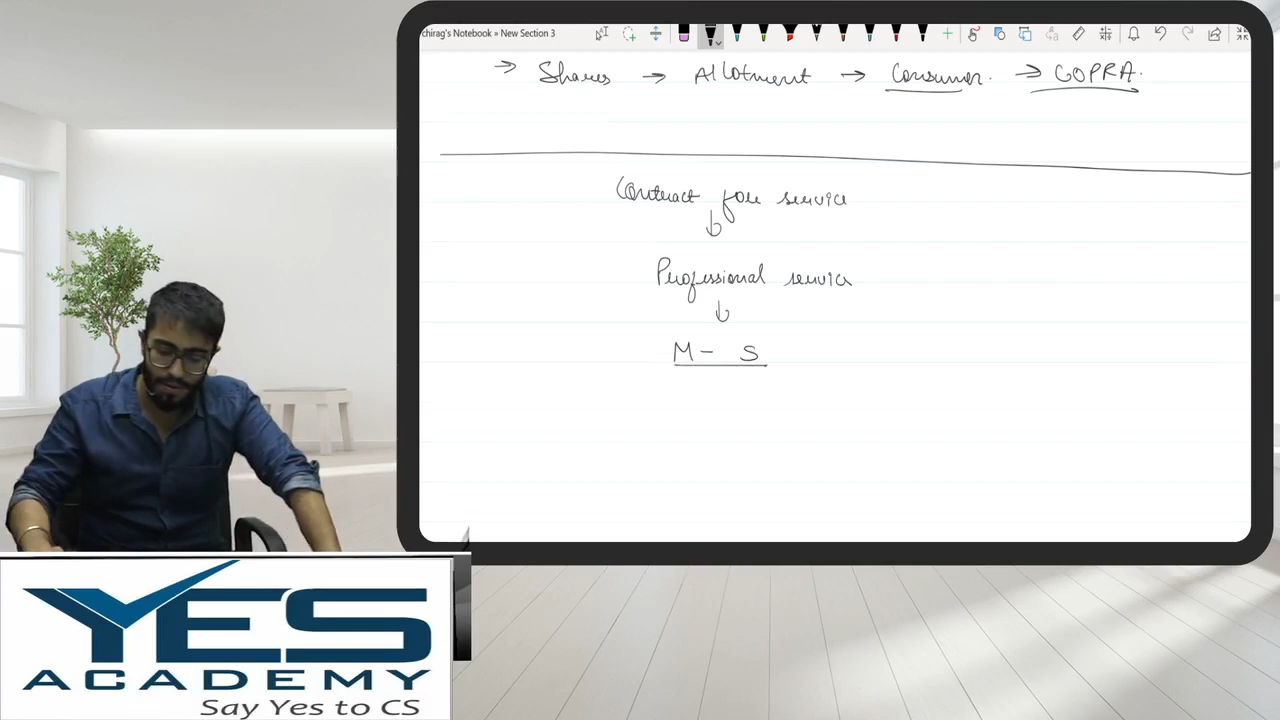 chirag's Notebook » New Section 3
→ Shares → Allotment → Consumer. → COPRA.
Contract for service
↓
Professional service
↓
M - S
YES
ACADEMY
Say Yes to CS